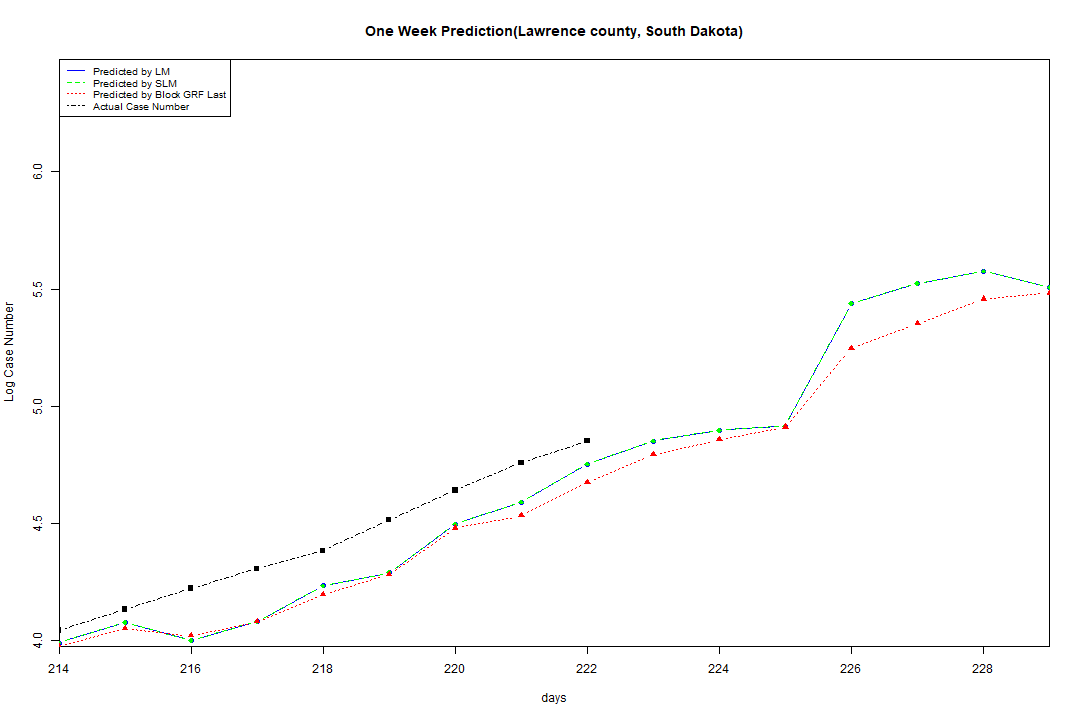 One Week Prediction(Lawrence county, South Dakota)
Predicted by LM
Predicted by SLM
Predicted by Block GRF Last
Actual Case Number
6.0
5.5
5.0
4.5
4.0
Log Case Number
214 216 218 220 222 224 226 228
days